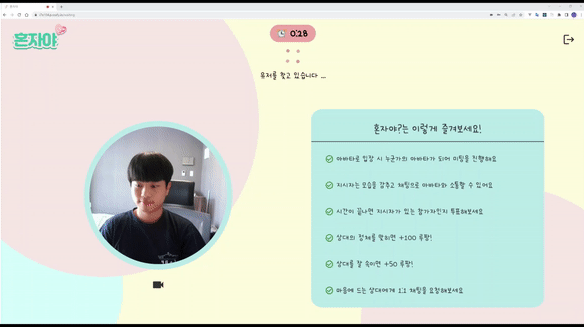 혼자야
0:28
유저를 찾고 있습니다 ...
혼자야?는 이렇게 즐겨보세요!
아바타로 입장 시 누군가의 아바타가 되어 미팅을 진행해요
지시자는 모습을 감추고 채팅으로 아바타와 소통할 수 있어요
시간이 끝나면 지시자가 있는 참가자인지 투표해보세요
상대의 정체를 맞히면 +100 루팡!
상대를 잘 속이면 +50 루팡!
마음에 드는 상대에게 1:1 채팅을 요청해보세요